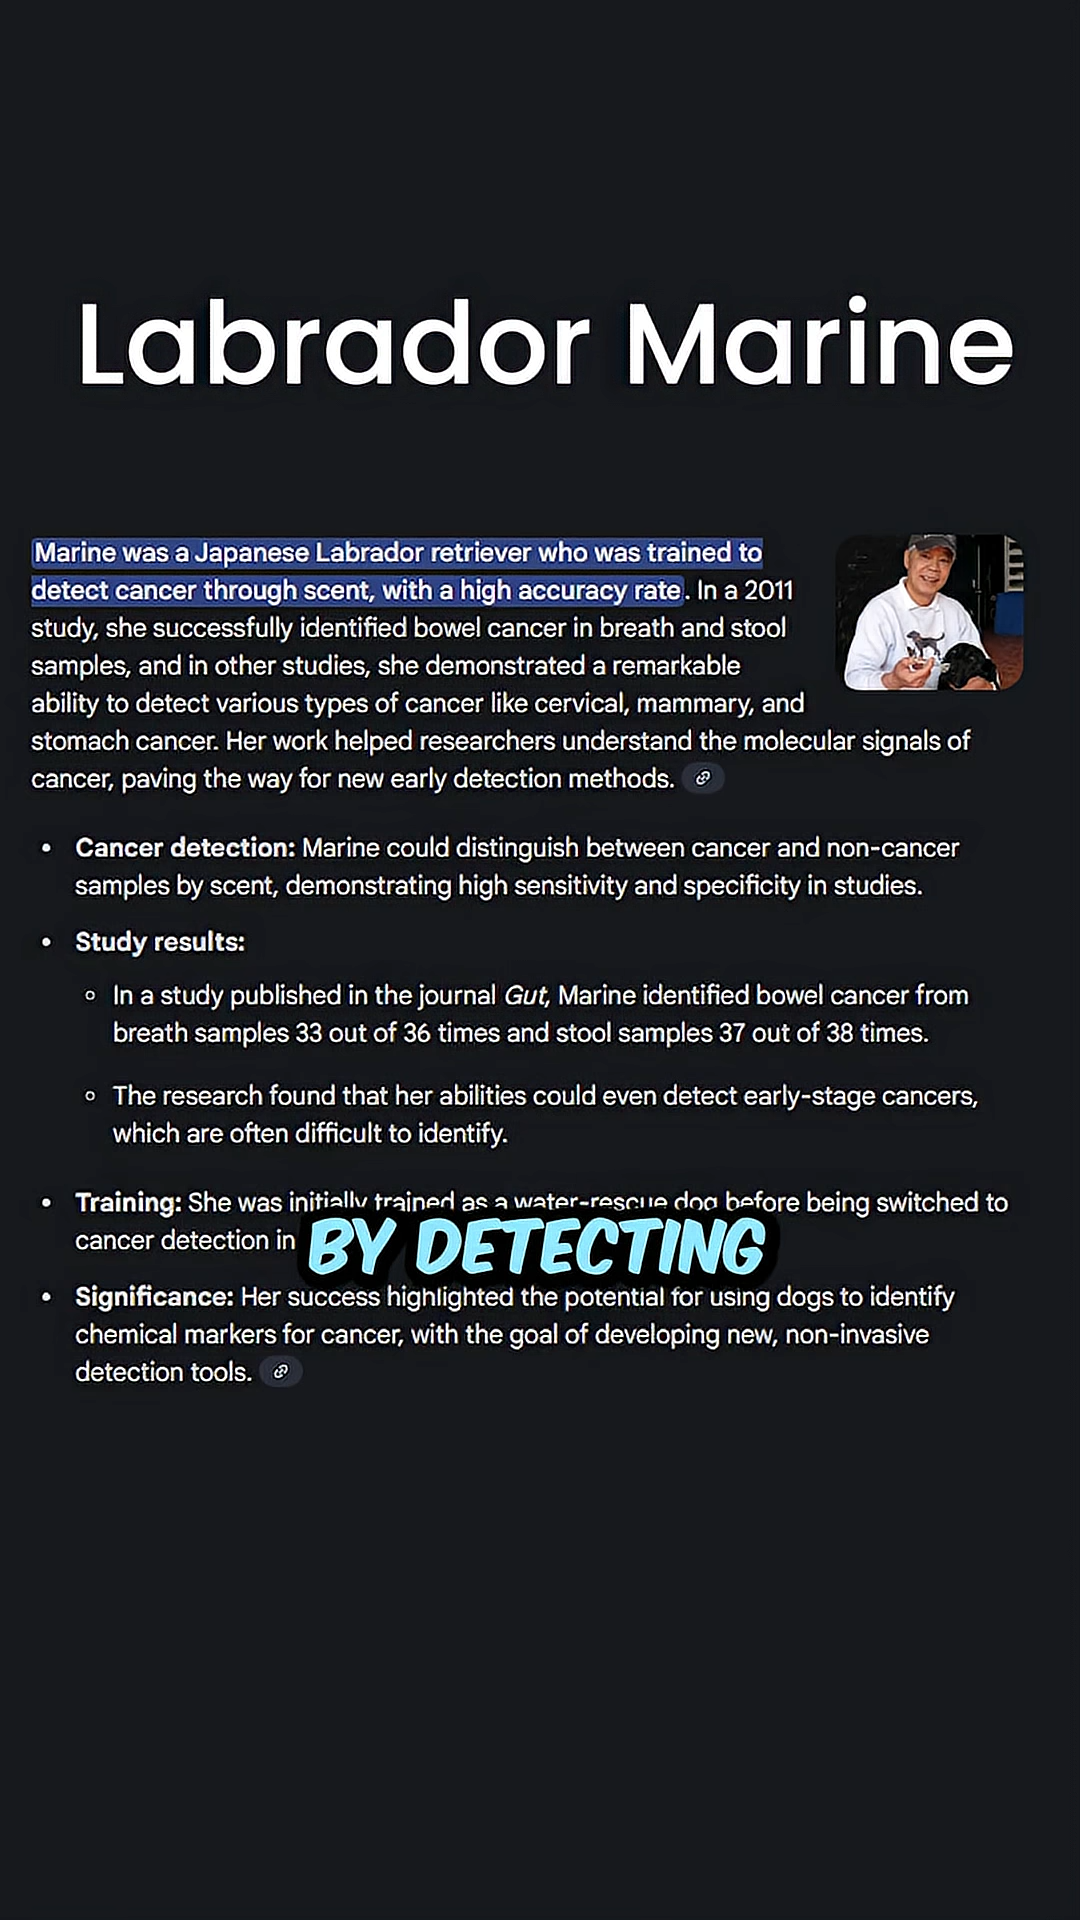 Labrador Marine
Marine was a Japanese Labrador retriever who was trained to
detect cancer through scent, with a high accuracy rate. In a 2011
study, she successfully identified bowel cancer in breath and stool
samples, and in other studies, she demonstrated a remarkable
ability to detect various types of cancer like cervical, mammary, and
stomach cancer. Her work helped researchers understand the molecular signals of
cancer, paving the way for new early detection methods.
• Cancer detection: Marine could distinguish between cancer and non-cancer
samples by scent, demonstrating high sensitivity and specificity in studies.
• Study results:
◦ In a study published in the journal Gut, Marine identified bowel cancer from
breath samples 33 out of 36 times and stool samples 37 out of 38 times.
◦ The research found that her abilities could even detect early-stage cancers,
which are often difficult to identify.
• Training: She was initially trained as a water-rescue dog before being switched to
cancer detection in
BY DETECTING
• Significance: Her success highlighted the potential for using dogs to identify
chemical markers for cancer, with the goal of developing new, non-invasive
detection tools.